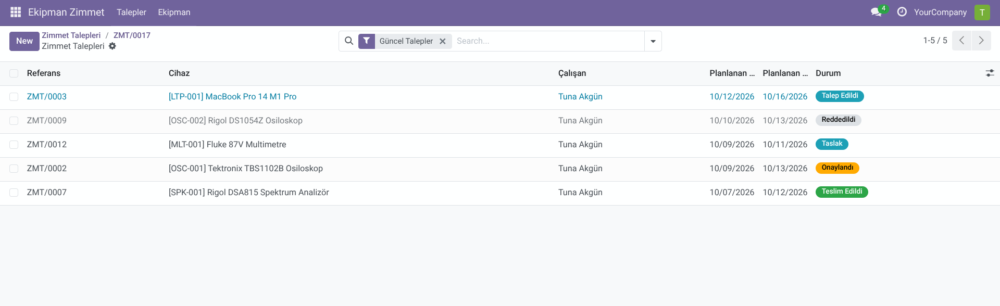 Ekipman Zimmet Talepler Ekipman 4 YourCompany T
New Zimmet Talepleri / ZMT/0017
Zimmet Talepleri
Güncel Talepler Search... 1-5 / 5
Referans Cihaz Çalışan Planlanan ... Planlanan ... Durum
ZMT/0003 [LTP-001] MacBook Pro 14 M1 Pro Tuna Akgün 10/12/2026 10/16/2026 Talep Edildi
ZMT/0009 [OSC-002] Rigol DS1054Z Osiloskop Tuna Akgün 10/10/2026 10/13/2026 Reddedildi
ZMT/0012 [MLT-001] Fluke 87V Multimetre Tuna Akgün 10/09/2026 10/11/2026 Taslak
ZMT/0002 [OSC-001] Tektronix TBS1102B Osiloskop Tuna Akgün 10/09/2026 10/13/2026 Onaylandı
ZMT/0007 [SPK-001] Rigol DSA815 Spektrum Analizör Tuna Akgün 10/07/2026 10/12/2026 Teslim Edildi